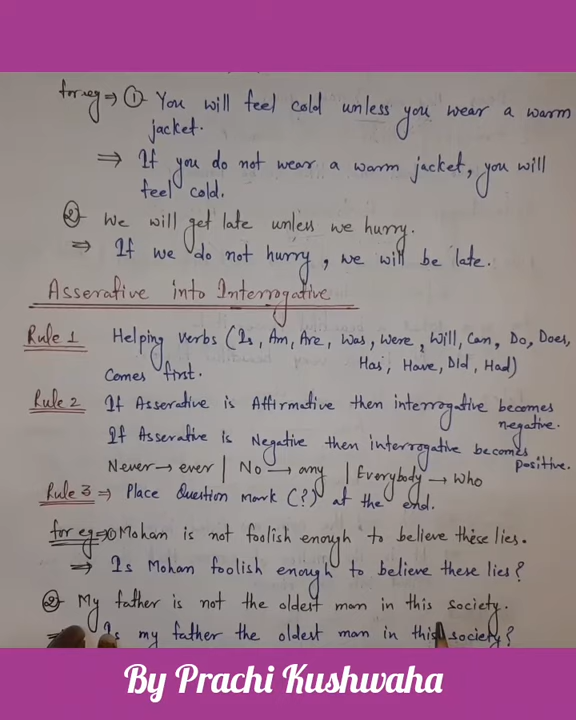 for eg ⇒ ① You will feel cold unless you wear a warm
jacket.
⇒ If you do not wear a warm jacket, you will
feel cold.
② We will get late unless we hurry.
⇒ If we do not hurry, we will be late.
Asserative into Interrogative
Rule 1 Helping verbs (Is, Am, Are, Was, Were, Will, Can, Do, Does,
Has, Have, Did, Had)
comes first.
Rule 2 If Asserative is Affirmative then interrogative becomes
negative.
If Asserative is Negative then interrogative becomes
positive.
Never → ever | No → any | Everybody → Who
Rule 3 ⇒ Place Question mark (?) at the end.
for eg ⇒ ① Mohan is not foolish enough to believe these lies.
⇒ Is Mohan foolish enough to believe these lies?
② My father is not the oldest man in this society.
⇒ Is my father the oldest man in this society?
By Prachi Kushwaha